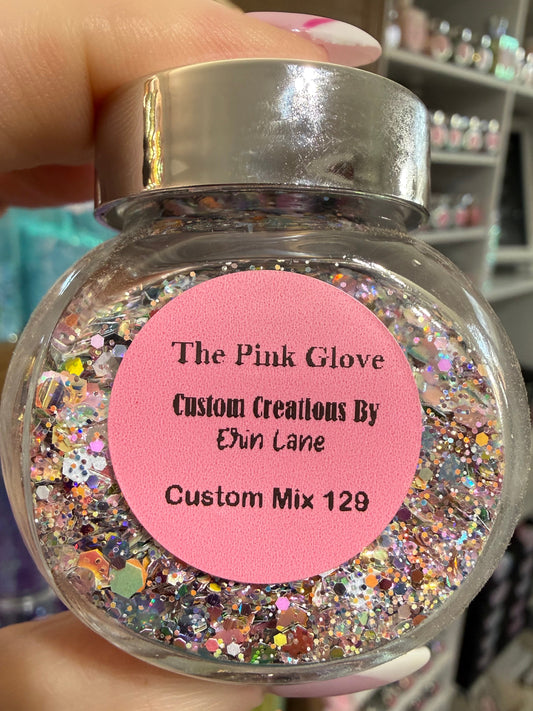 The Pink Glove
Custom Creations By
Erin Lane
Custom Mix 129